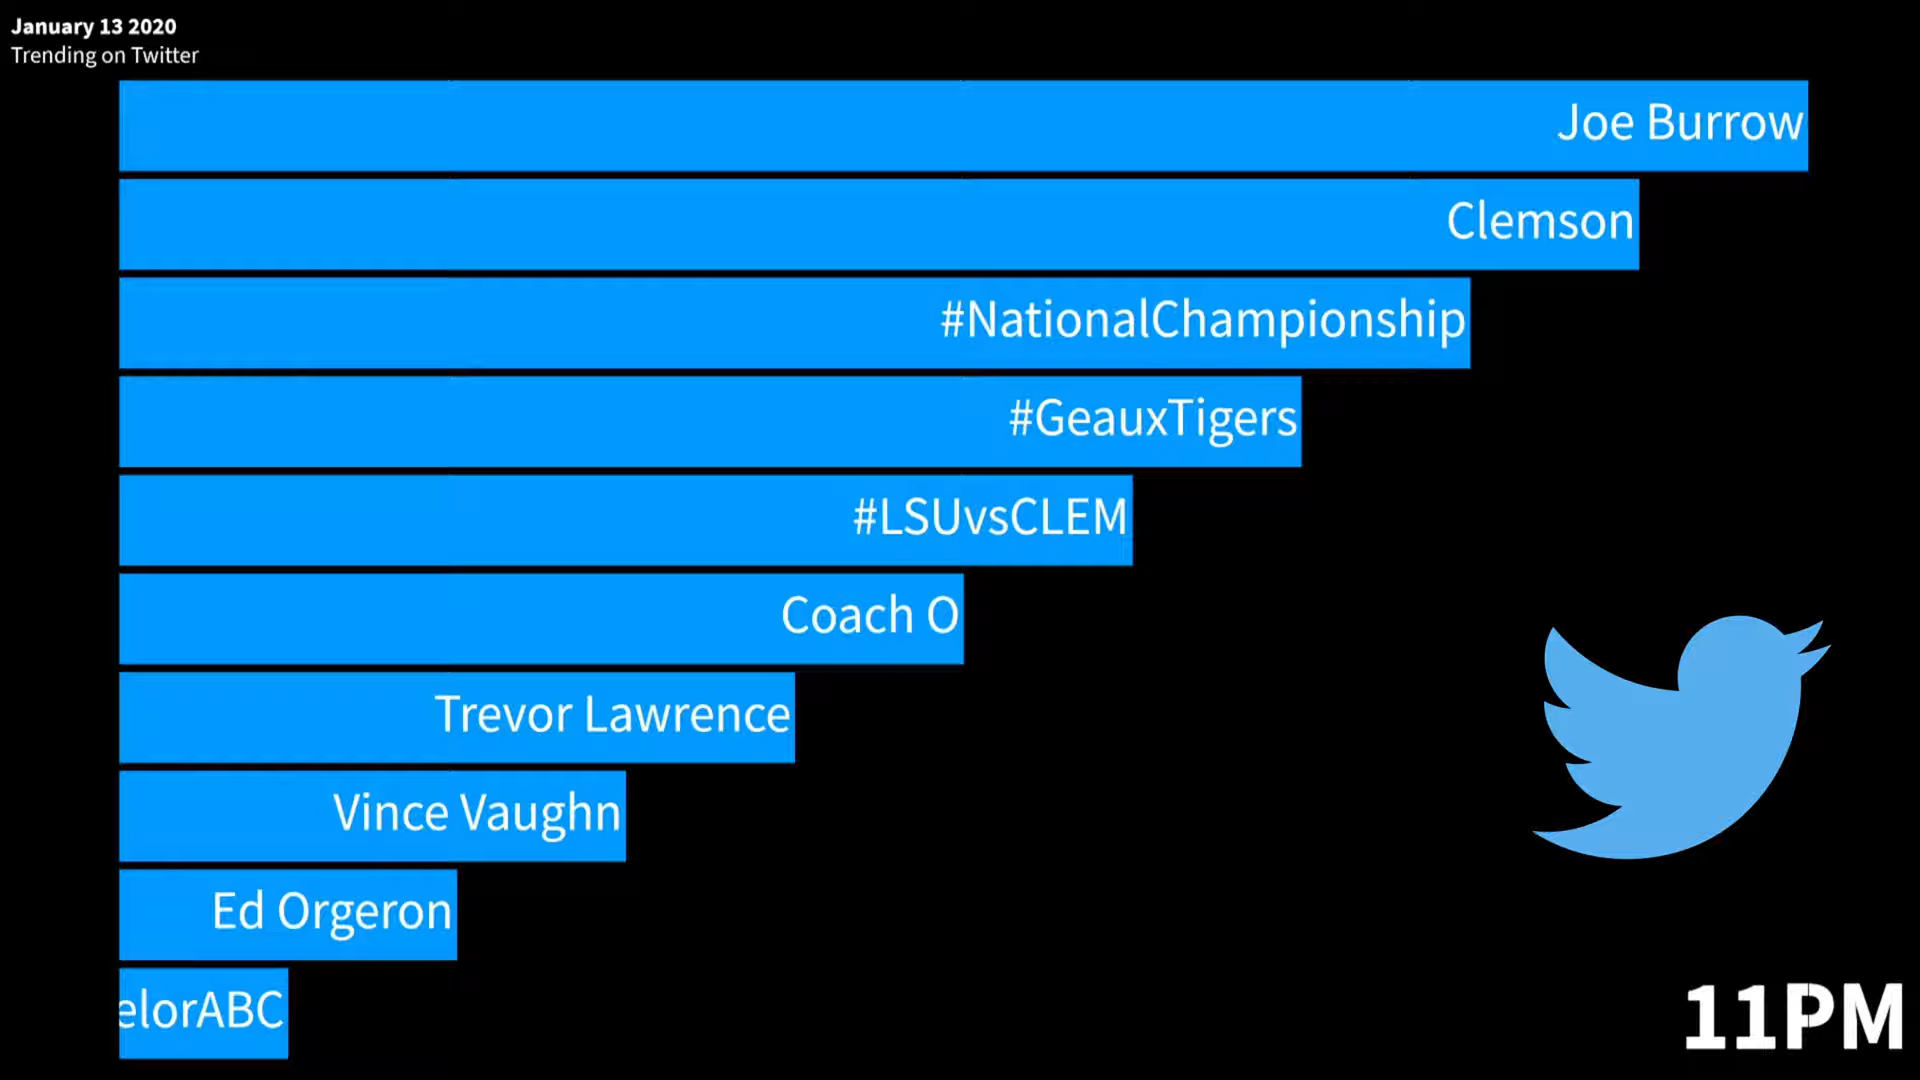 January 13 2020
Trending on Twitter
Joe Burrow
Clemson
#NationalChampionship
#GeauxTigers
#LSUvsCLEM
Coach O
Trevor Lawrence
Vince Vaughn
Ed Orgeron
elorABC
11PM